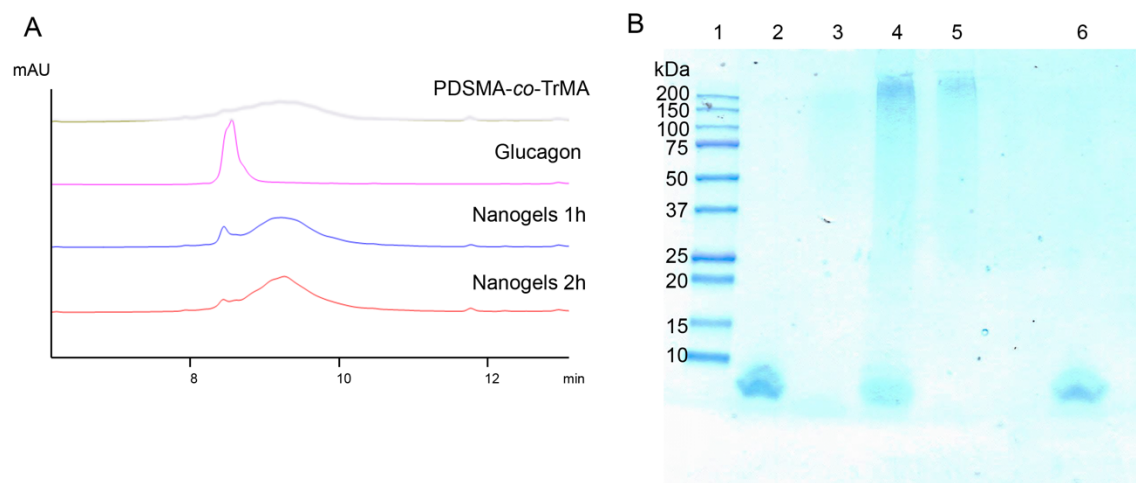 A
mAU
PDSMA-co-TrMA
Glucagon
Nanogels 1h
Nanogels 2h
8 10 12 min
B
1 2 3 4 5 6
kDa
200
150
100
75
50
37
25
20
15
10